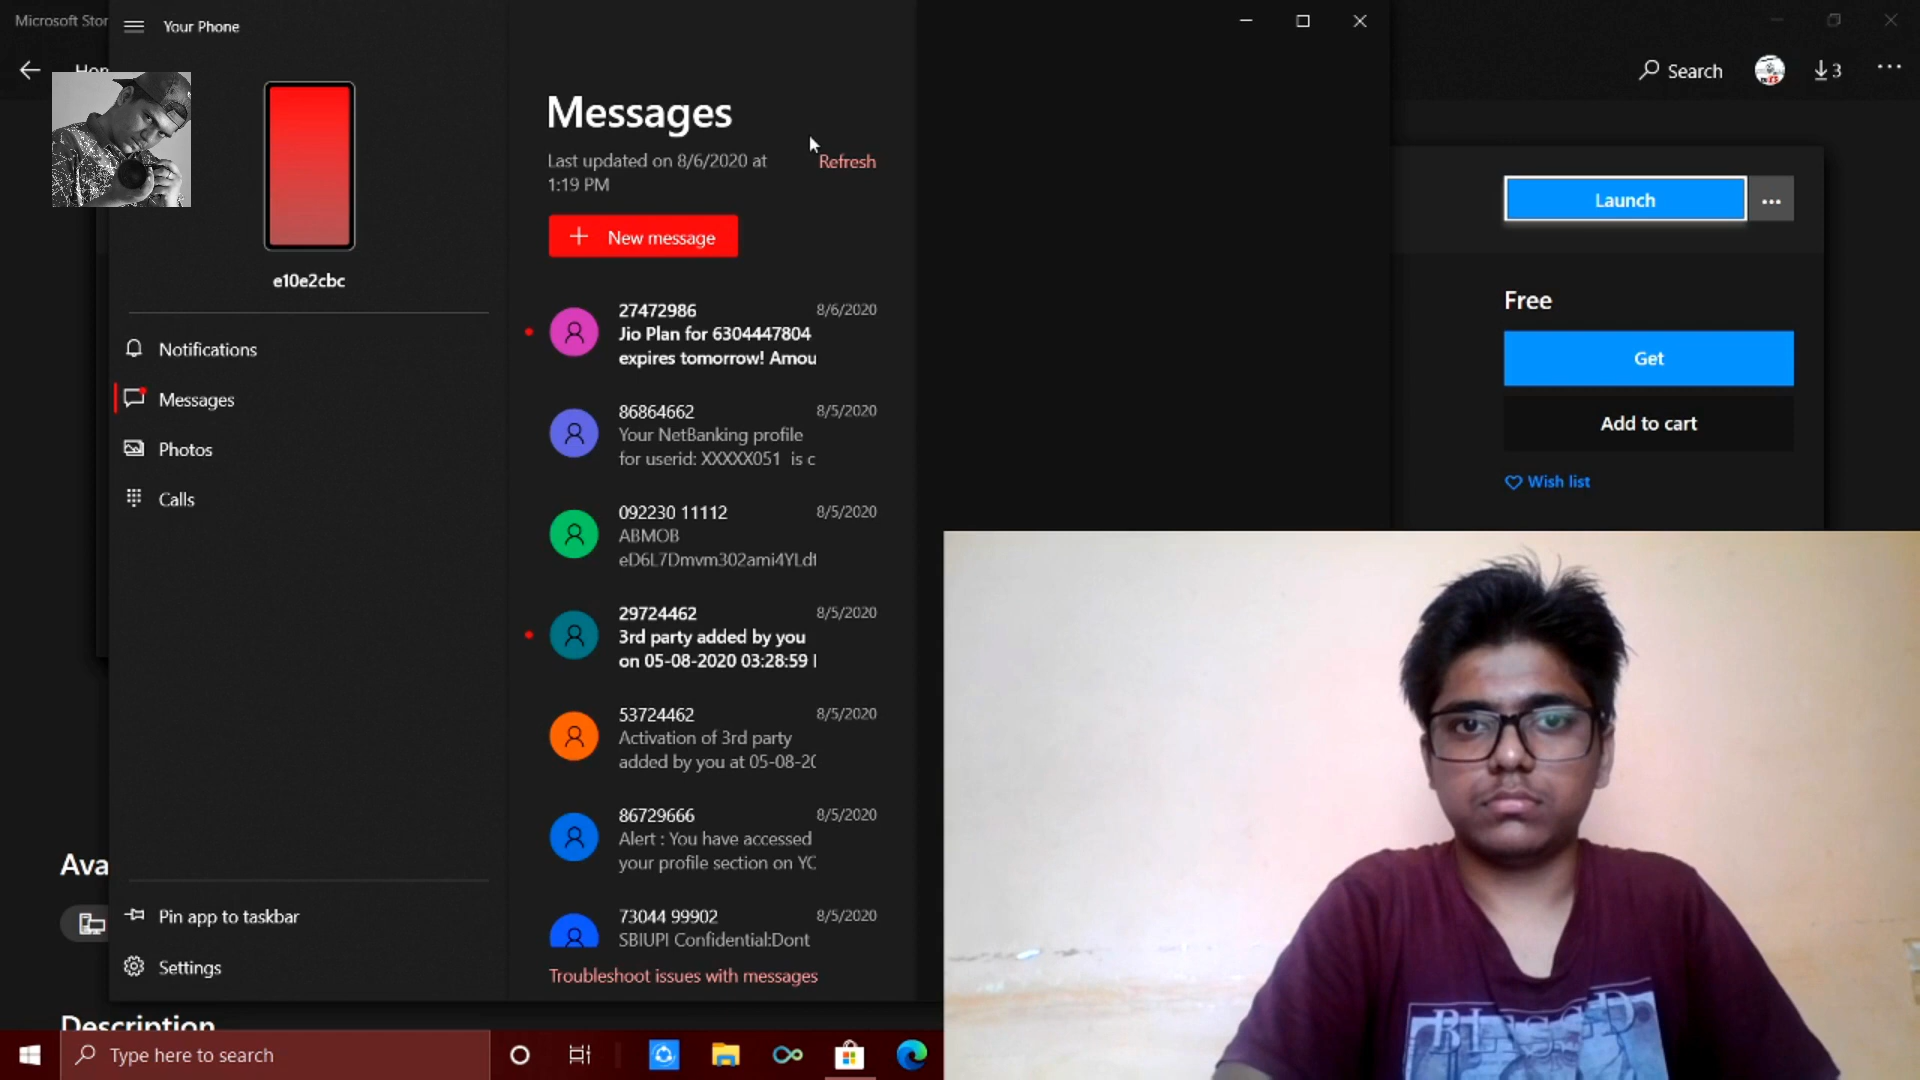 Microsoft Stor
Your Phone
Search
3
Messages
Last updated on 8/6/2020 at
1:19 PM
Refresh
New message
e10e2cbc
Notifications
Messages
Photos
Calls
27472986 8/6/2020
Jio Plan for 6304447804
expires tomorrow! Amou
86864662 8/5/2020
Your NetBanking profile
for userid: XXXXX051 is c
092230 11112 8/5/2020
ABMOB
eD6L7Dmvm302ami4YLdf
29724462 8/5/2020
3rd party added by you
on 05-08-2020 03:28:59
53724462 8/5/2020
Activation of 3rd party
added by you at 05-08-20
86729666 8/5/2020
Alert : You have accessed
your profile section on YO
73044 99902 8/5/2020
SBIUPI Confidential:Dont
Troubleshoot issues with messages
Launch
Free
Get
Add to cart
Wish list
Ava
Pin app to taskbar
Settings
Description
Type here to search